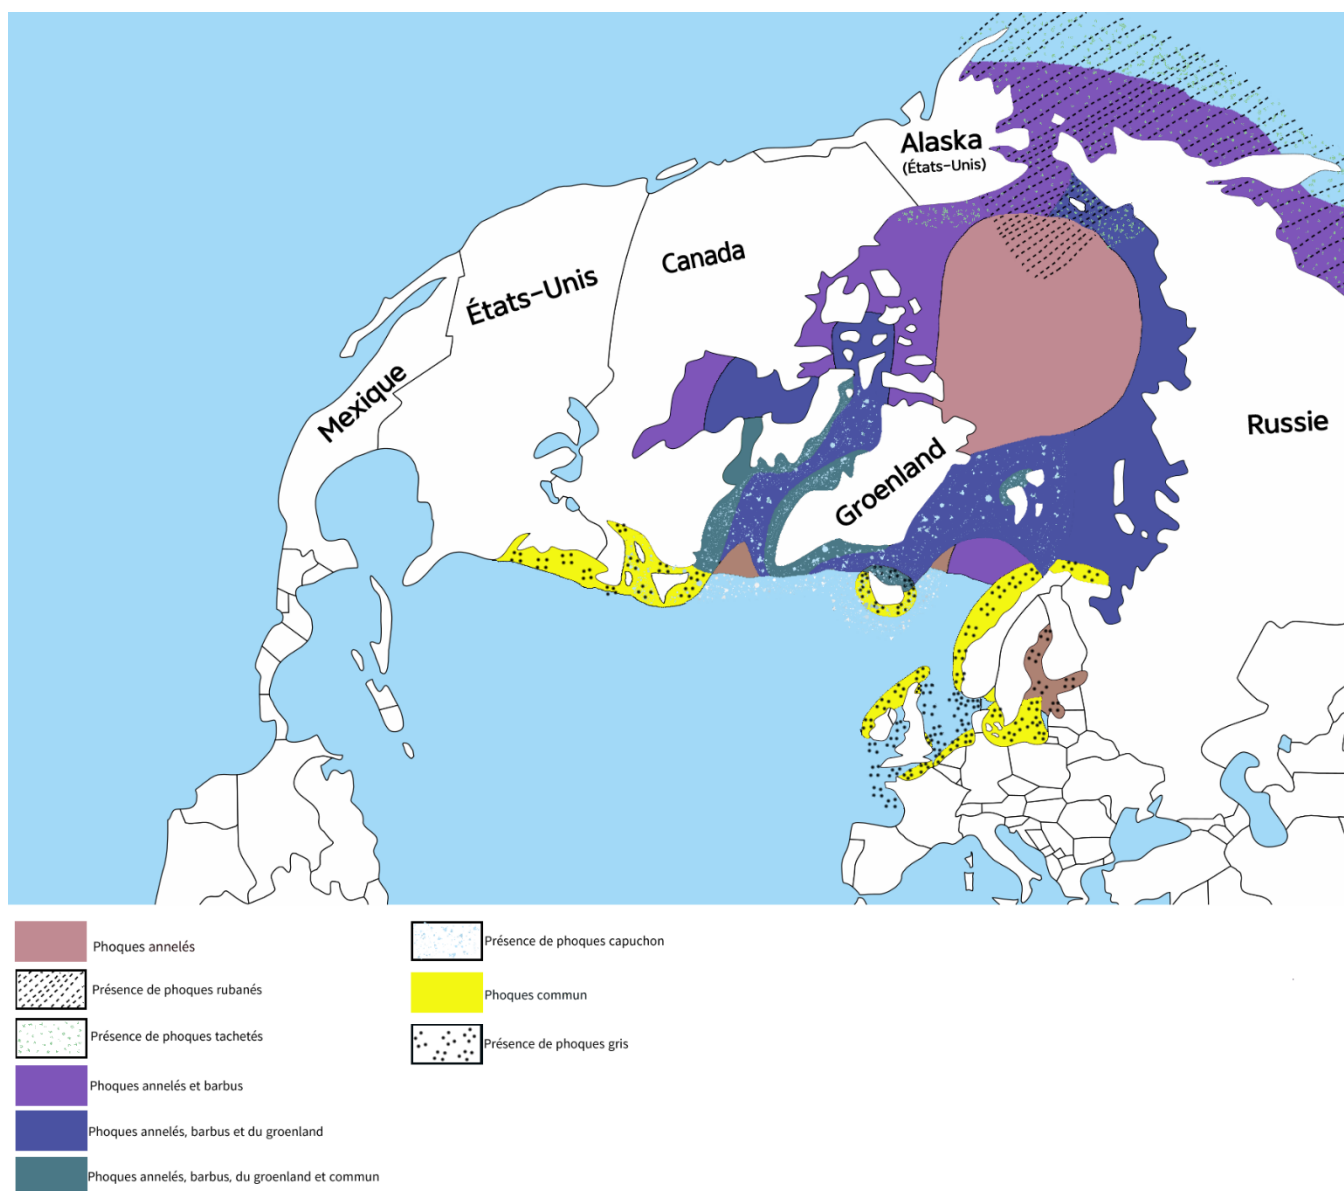 Alaska
(États-Unis)
Canada
États-Unis
Mexique
Groenland
Russie
Phoques annelés
Présence de phoques rubanés
Présence de phoques tachetés
Phoques annelés et barbus
Phoques annelés, barbus et du groenland
Phoques annelés, barbus, du groenland et commun
Présence de phoques capuchon
Phoques commun
Présence de phoques gris